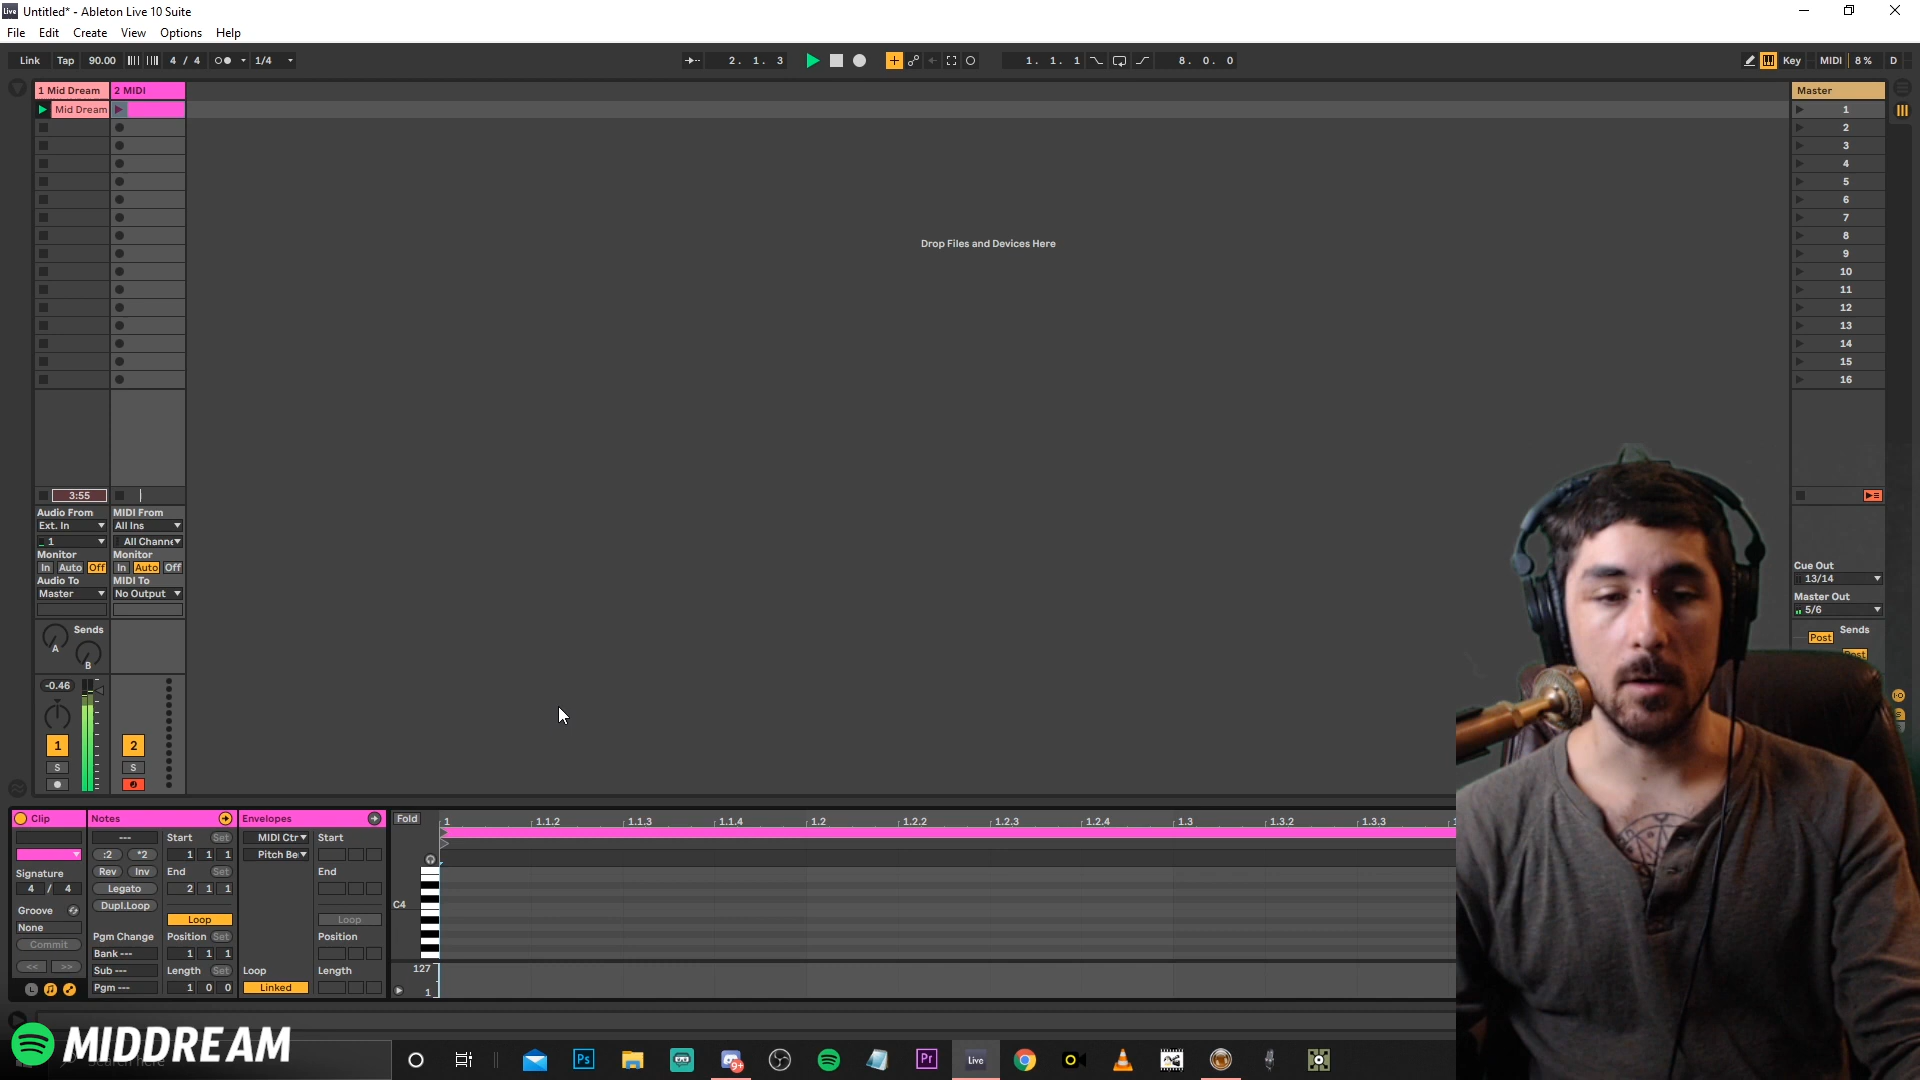 Untitled* - Ableton Live 10 Suite
File Edit Create View Options Help
Link Tap 90.00 4 / 4 1/4 2. 1. 3 1. 1. 1 8. 0. 0 Key MIDI 8 % D
1 Mid Dream 2 MIDI Master
Mid Dream 1
2
3
4
5
6
7
Drop Files and Devices Here
8
9
10
11
12
13
14
15
16
3:55
Audio From MIDI From
Ext. In All Ins
1 All Channe
Monitor Monitor
In Auto Off In Auto Off
Audio To MIDI To
Master No Output
Cue Out
13/14
Master Out
5/6
Sends Sends
A Post
B Post
-0.46
1 2
S S
Clip Notes Envelopes Fold 1 1.1.2 1.1.3 1.1.4 1.2 1.2.2 1.2.3 1.2.4 1.3 1.3.2 1.3.3
--- Start Set MIDI Ctr Start
:2 *2 1 1 1 Pitch Be
Signature Rev Inv End Set End
4 / 4 Legato 2 1 1
Groove Dupl.Loop C4
None Loop Loop
Commit Pgm Change Position Set Position
Bank --- 1 1 1
<< >> Sub --- Length Set Loop Length 127
Pgm --- 1 0 0 Linked 1
MIDDREAM
Ps 9+ Pr Live